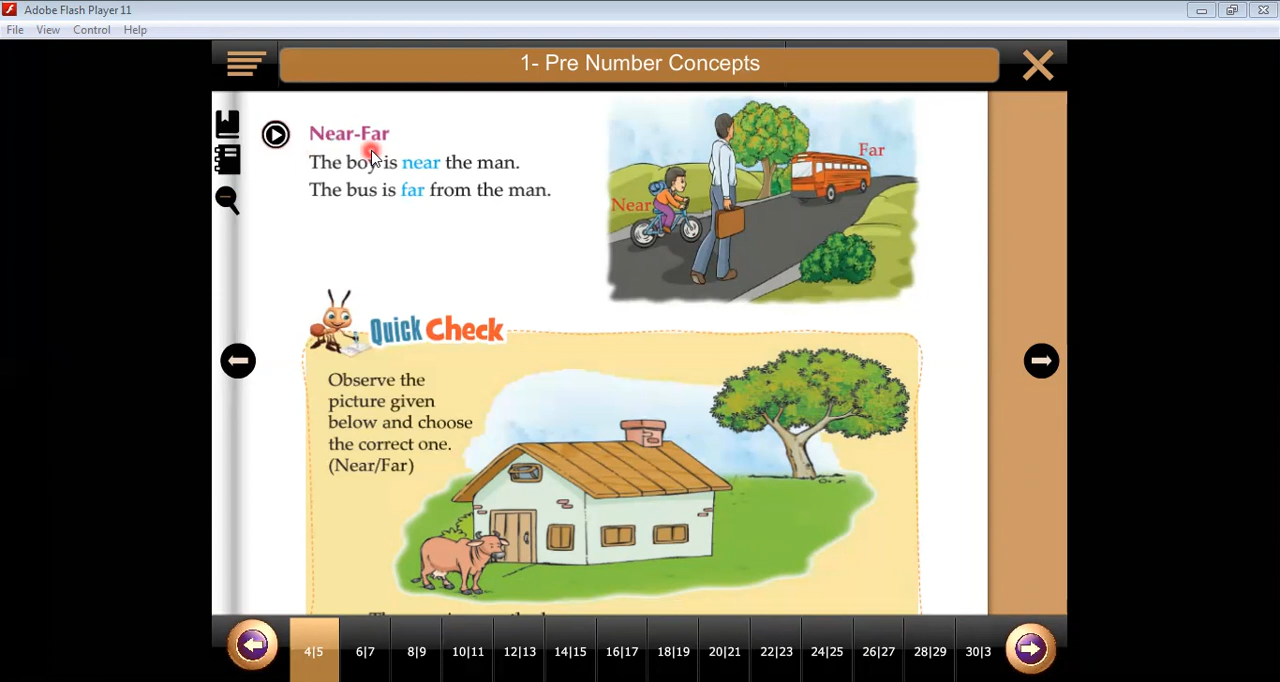 Adobe Flash Player 11
File View Control Help
1- Pre Number Concepts
Near-Far
The boy is near the man.
The bus is far from the man.
Far
Near
Quick Check
Observe the
picture given
below and choose
the correct one.
(Near/Far)
4|5 6|7 8|9 10|11 12|13 14|15 16|17 18|19 20|21 22|23 24|25 26|27 28|29 30|3